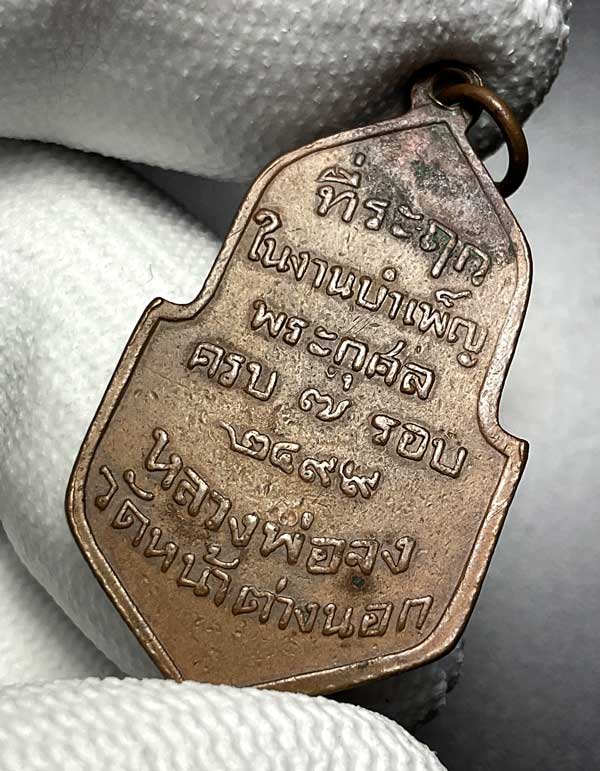 ที่ระฤก
ในงานบำเพ็ญ
พระกุศล
ครบ ๗ รอบ
๒๔๙๙
หลวงพ่อจง
วัดหน้าต่างนอก